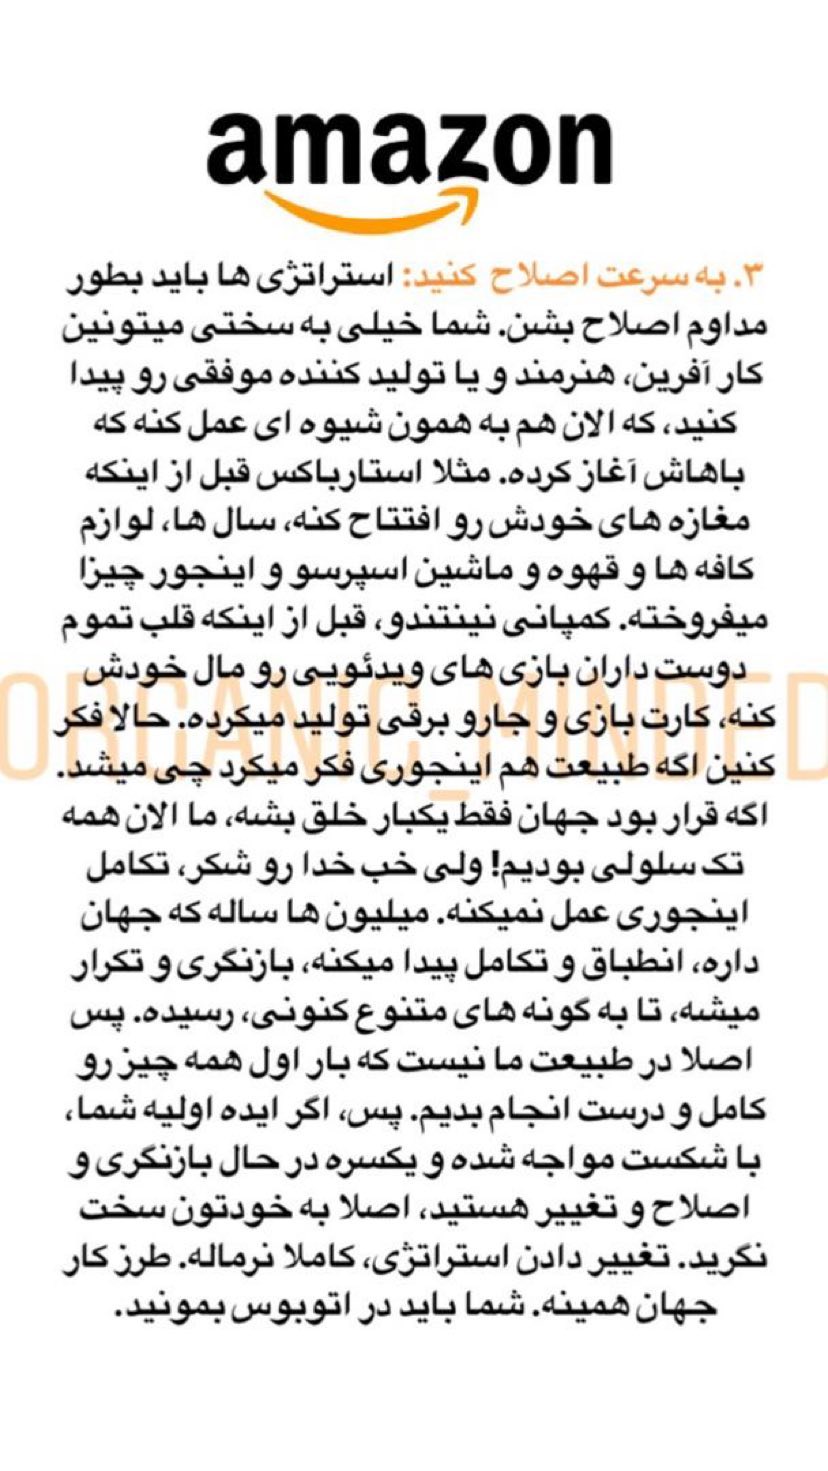 amazon
۳. به سرعت اصلاح کنید: استراتژی ها باید بطور
مداوم اصلاح بشن. شما خیلی به سختی میتونین
کار آفرین، هنرمند و یا تولید کننده موفقی رو پیدا
کنید، که الان هم به همون شیوه ای عمل کنه که
باهاش آغاز کرده. مثلا استارباکس قبل از اینکه
مغازه های خودش رو افتتاح کنه، سال ها، لوازم
کافه ها و قهوه و ماشین اسپرسو و اینجور چیزا
میفروخته. کمپانی نینتندو، قبل از اینکه قلب تموم
دوست داران بازی های ویدئویی رو مال خودش
کنه، کارت بازی و جارو برقی تولید میکرده. حالا فکر
کنین اگه طبیعت هم اینجوری فکر میکرد چی میشد.
اگه قرار بود جهان فقط یکبار خلق بشه، ما الان همه
تک سلولی بودیم! ولی خب خدا رو شکر، تکامل
اینجوری عمل نمیکنه. میلیون ها ساله که جهان
داره، انطباق و تکامل پیدا میکنه، بازنگری و تکرار
میشه، تا به گونه های متنوع کنونی، رسیده. پس
اصلا در طبیعت ما نیست که بار اول همه چیز رو
کامل و درست انجام بدیم. پس، اگر ایده اولیه شما،
با شکست مواجه شده و یکسره در حال بازنگری و
اصلاح و تغییر هستید، اصلا به خودتون سخت
نگرید. تغییر دادن استراتژی، کاملا نرماله. طرز کار
جهان همینه. شما باید در اتوبوس بمونید.
ORGANIC_MINDED